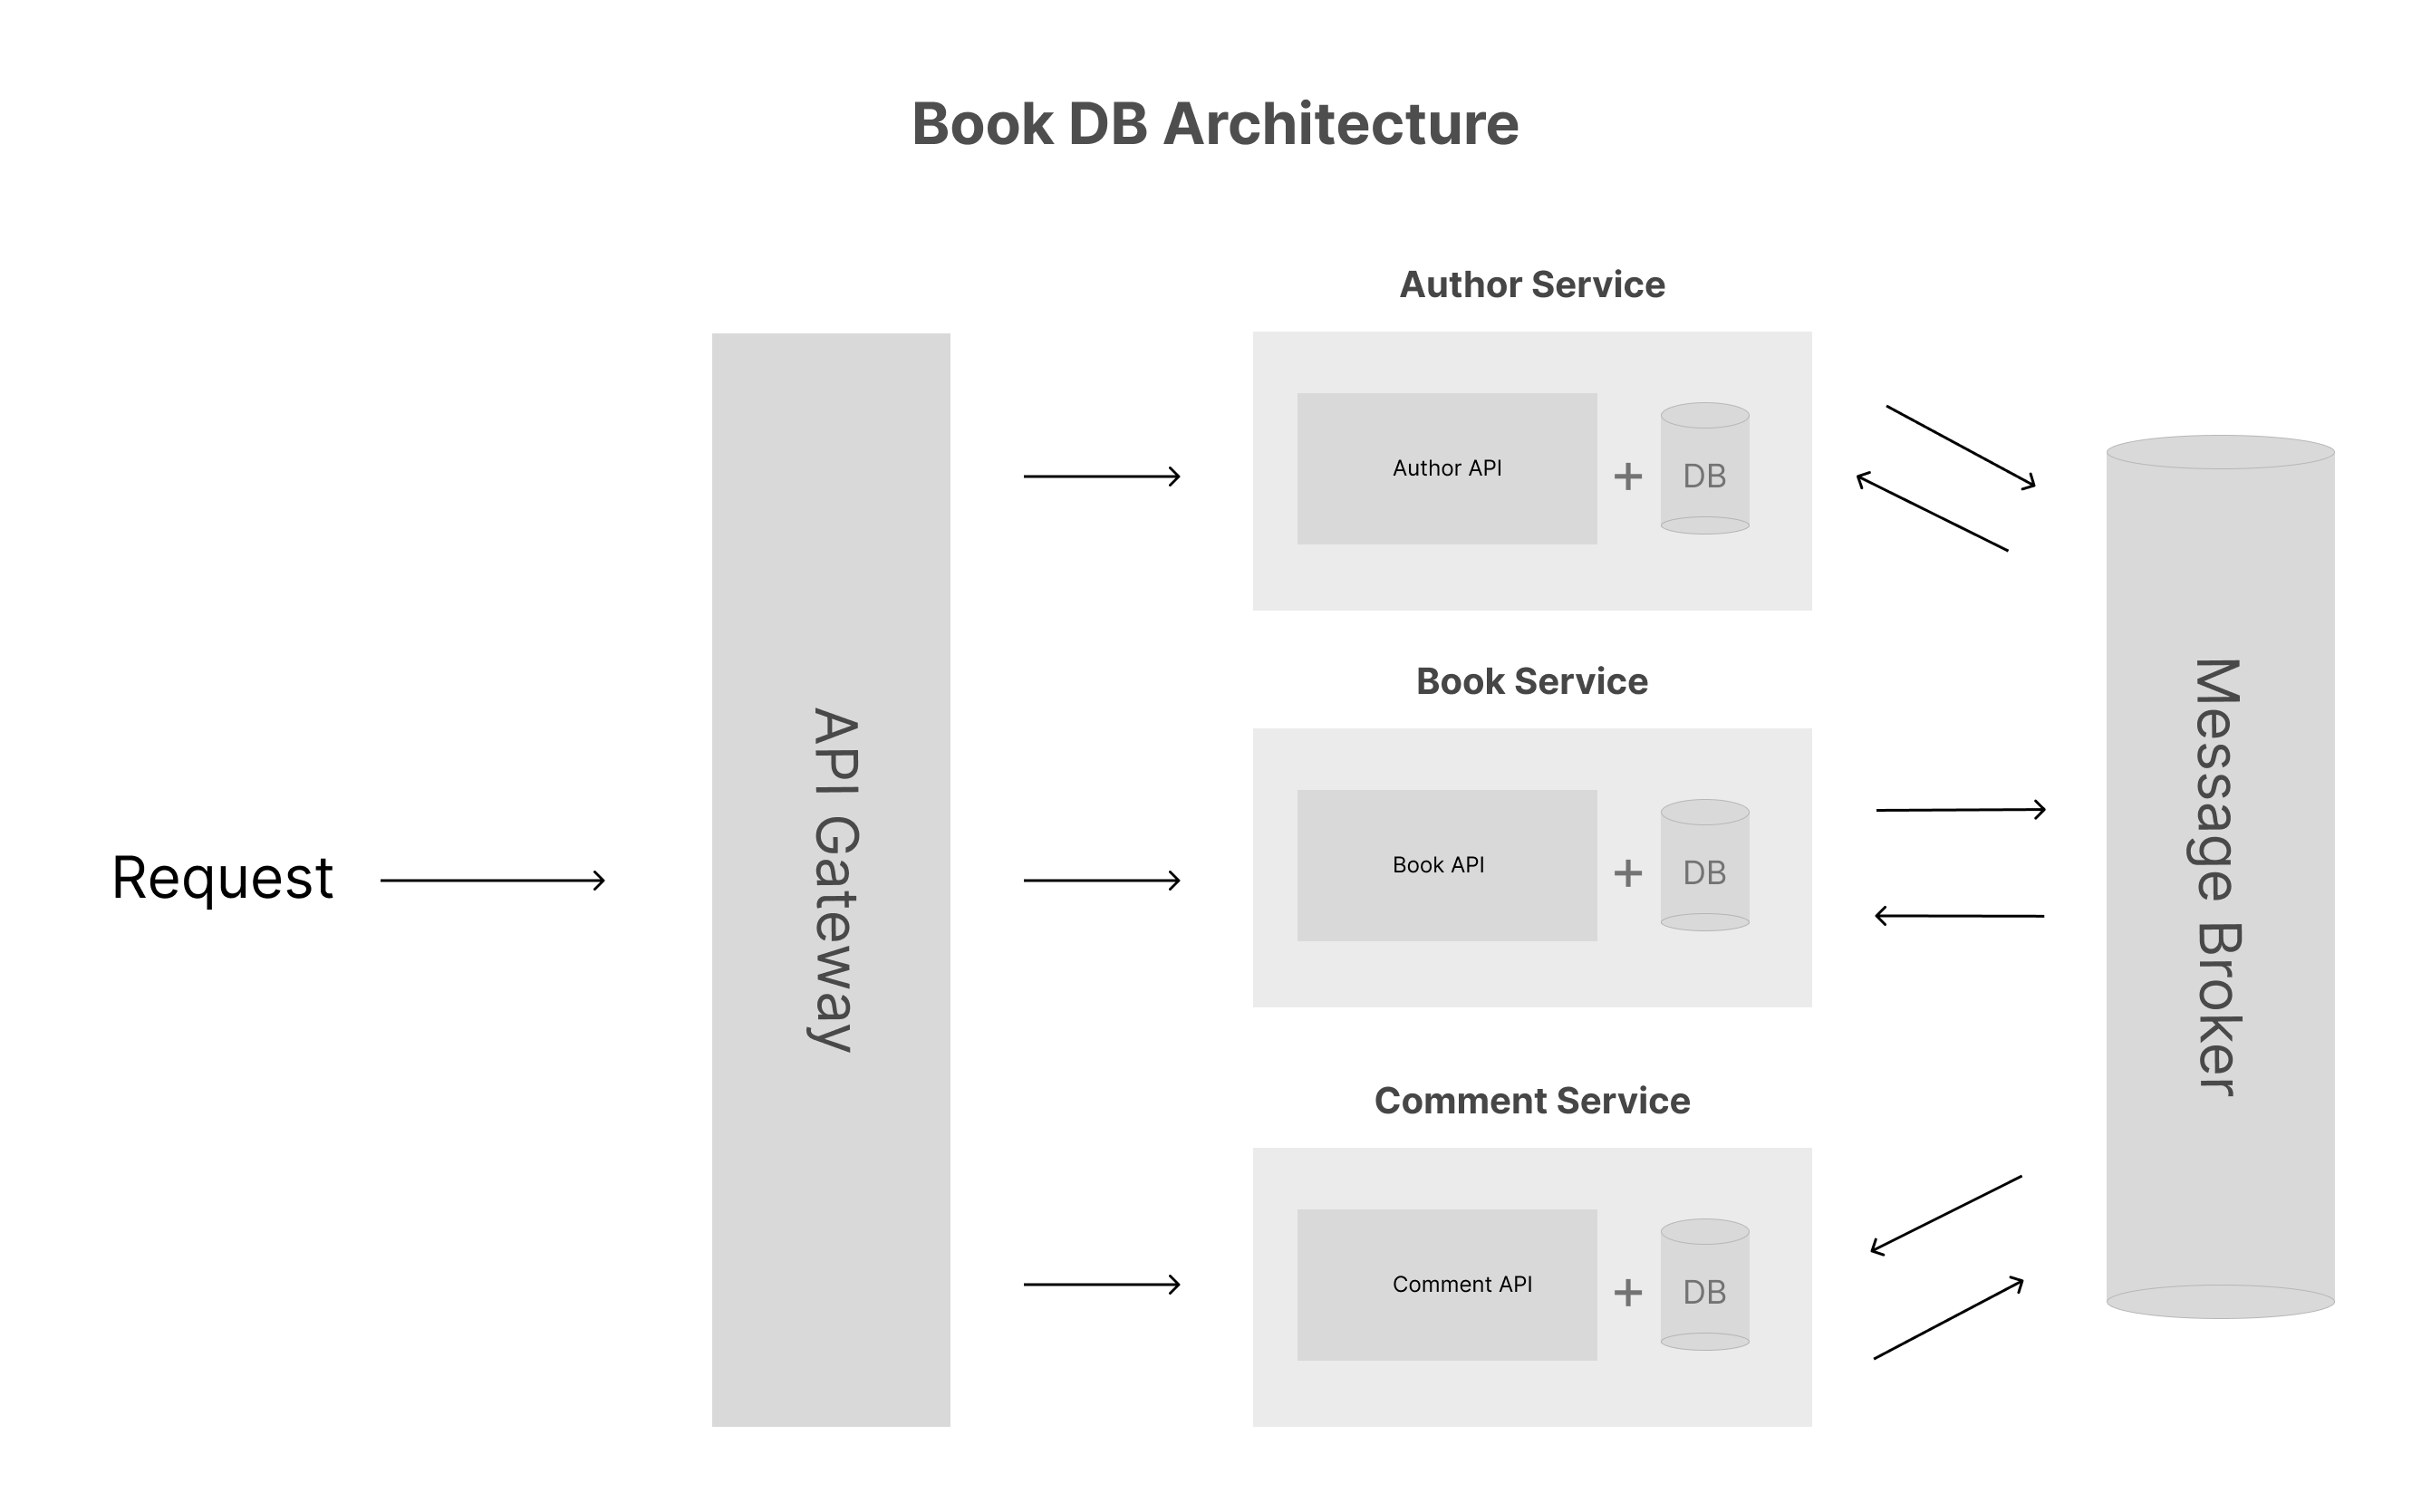 Book DB Architecture
Request
API Gateway
Author Service
Author API
+
DB
Book Service
Book API
+
DB
Comment Service
Comment API
+
DB
Message Broker